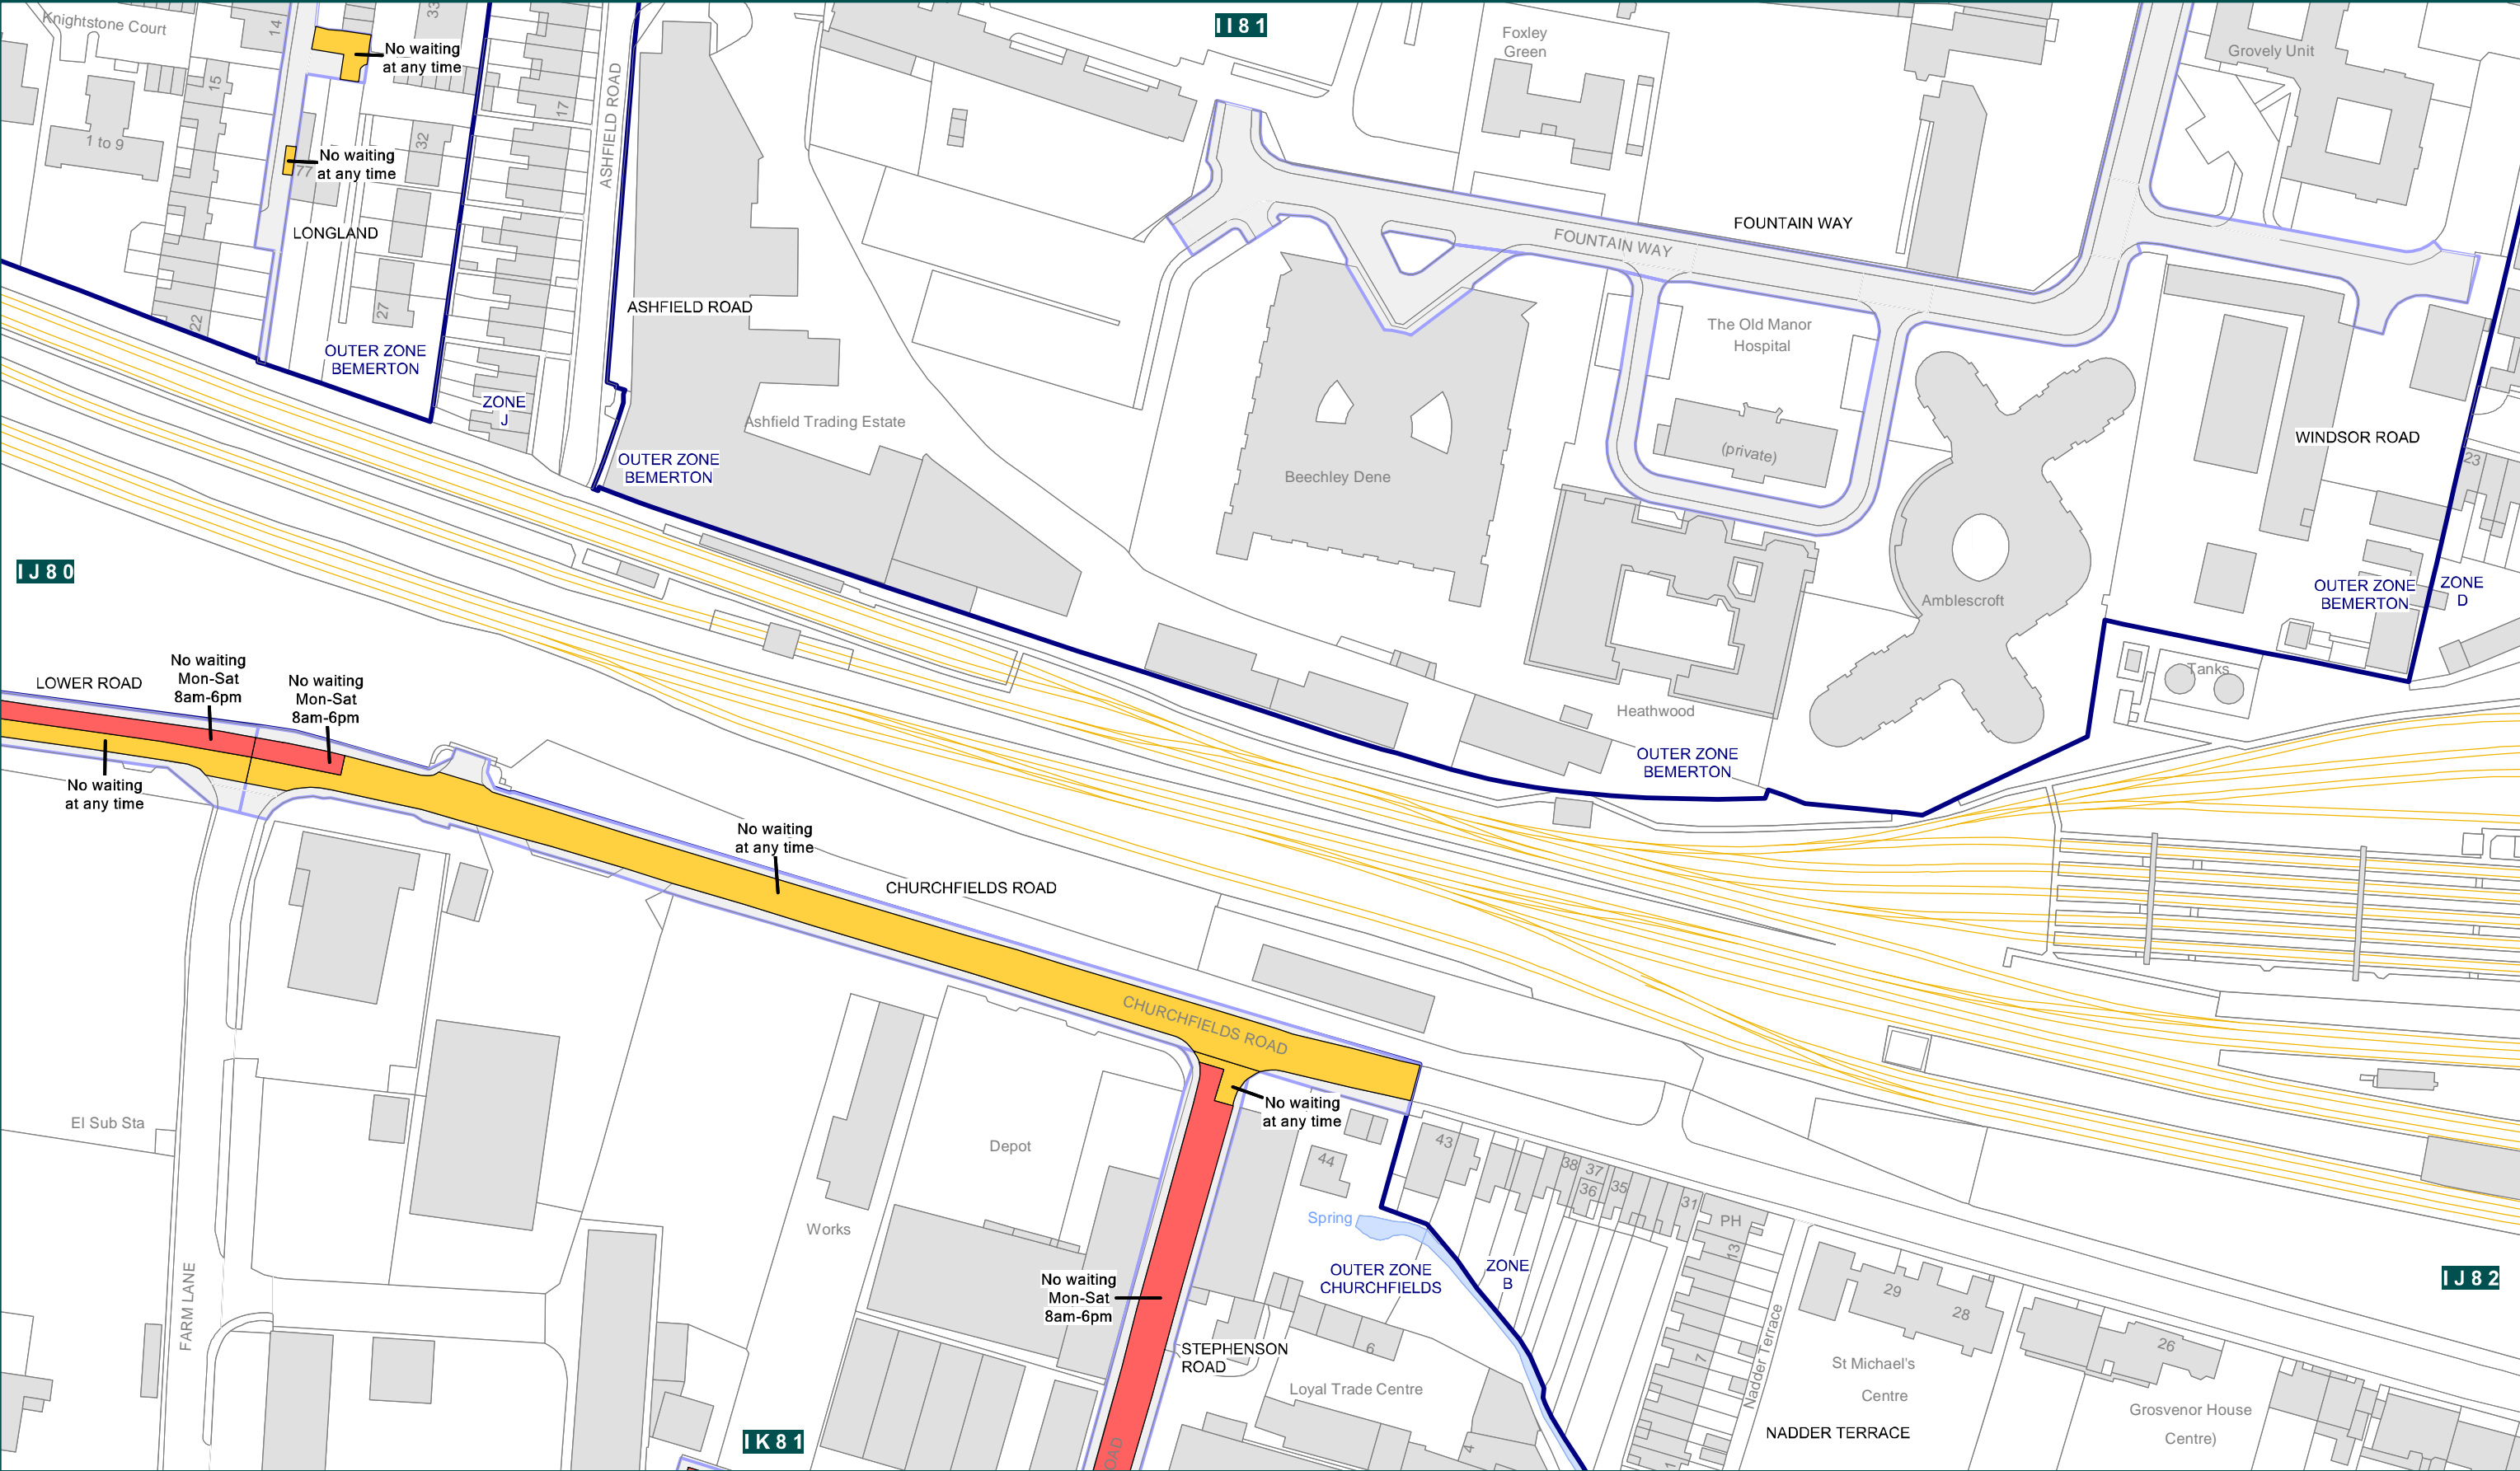 Knightstone Court
14
33
No waiting
at any time
15
1 to 9
No waiting
at any time
77
32
17
ASHFIELD ROAD
LONGLAND
27
22
OUTER ZONE
BEMERTON
ZONE
J
ASHFIELD ROAD
Ashfield Trading Estate
OUTER ZONE
BEMERTON
II81
Foxley
Green
Grovely Unit
FOUNTAIN WAY
FOUNTAIN WAY
The Old Manor
Hospital
(private)
Beechley Dene
WINDSOR ROAD
23
Amblescroft
OUTER ZONE
BEMERTON
ZONE
D
Tanks
Heathwood
OUTER ZONE
BEMERTON
IJ80
LOWER ROAD
No waiting
Mon-Sat
8am-6pm
No waiting
Mon-Sat
8am-6pm
No waiting
at any time
No waiting
at any time
CHURCHFIELDS ROAD
CHURCHFIELDS ROAD
No waiting
at any time
El Sub Sta
FARM LANE
Depot
Works
44
43
38
37
36
35
31
PH
13
Spring
OUTER ZONE
CHURCHFIELDS
ZONE
B
No waiting
Mon-Sat
8am-6pm
STEPHENSON
ROAD
6
7
Loyal Trade Centre
4
1
OAD
Nadder Terrace
29
28
26
St Michael's
Centre
NADDER TERRACE
Grosvenor House
Centre)
IJ82
IK81